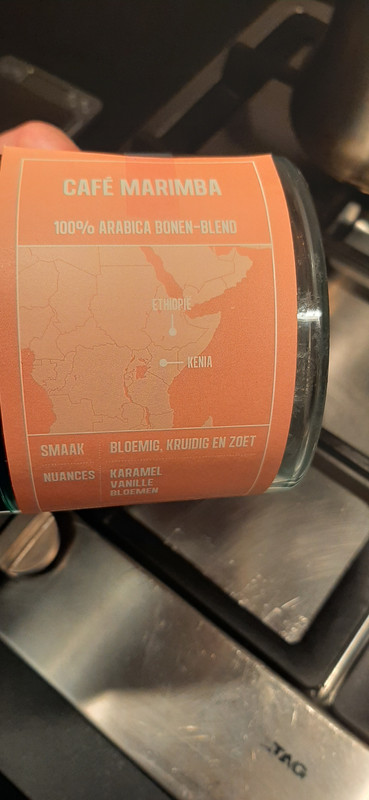 CAFÉ MARIMBA
100% ARABICA BONEN-BLEND
ETHIOPIË
KENIA
SMAAK BLOEMIG, KRUIDIG EN ZOET
NUANCES KARAMEL
VANILLE
BLOEMEN